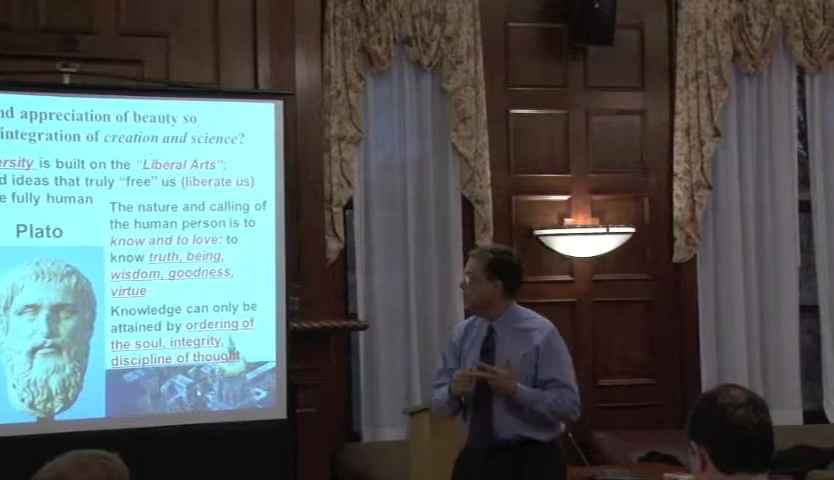 nd appreciation of beauty so
integration of creation and science?
ersity is built on the "Liberal Arts";
d ideas that truly "free" us (liberate us)
e fully human
The nature and calling of
the human person is to
know and to love: to
know truth, being,
wisdom, goodness,
virtue
Plato
Knowledge can only be
attained by ordering of
the soul, integrity,
discipline of thought